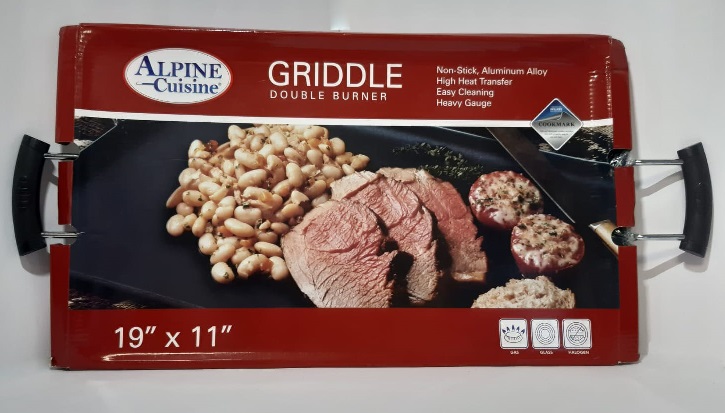 ALPINE
Cuisine®
GRIDDLE
DOUBLE BURNER
Non-Stick, Aluminum Alloy
High Heat Transfer
Easy Cleaning
Heavy Gauge
COOKMARK
19" x 11"
GAS
GLASS
HALOGEN